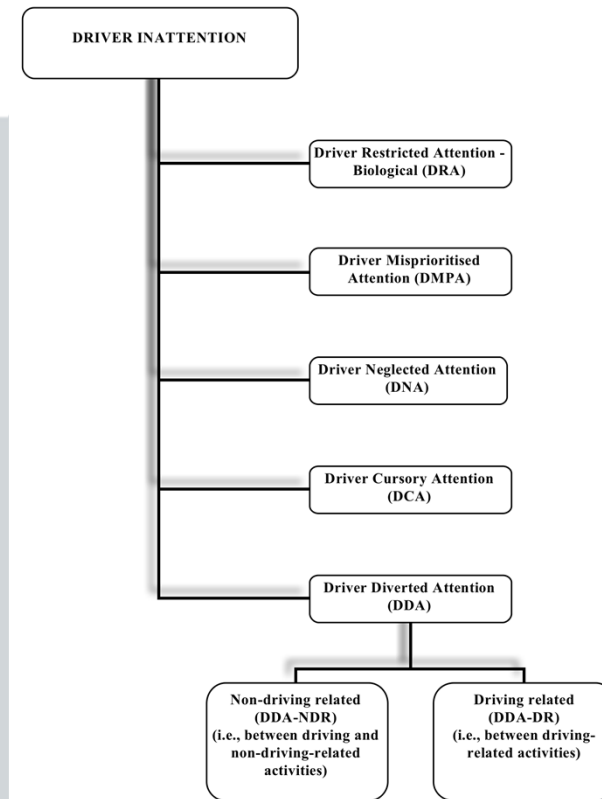 DRIVER INATTENTION
Driver Restricted Attention -
Biological (DRA)
Driver Misprioritised
Attention (DMPA)
Driver Neglected Attention
(DNA)
Driver Cursory Attention
(DCA)
Driver Diverted Attention
(DDA)
Non-driving related
(DDA-NDR)
(i.e., between driving and
non-driving-related
activities)
Driving related
(DDA-DR)
(i.e., between driving-
related activities)